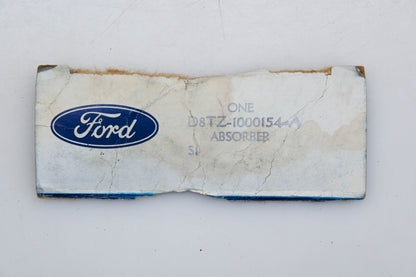 Ford
ONE
D8TZ-1000154-A
ABSORBER